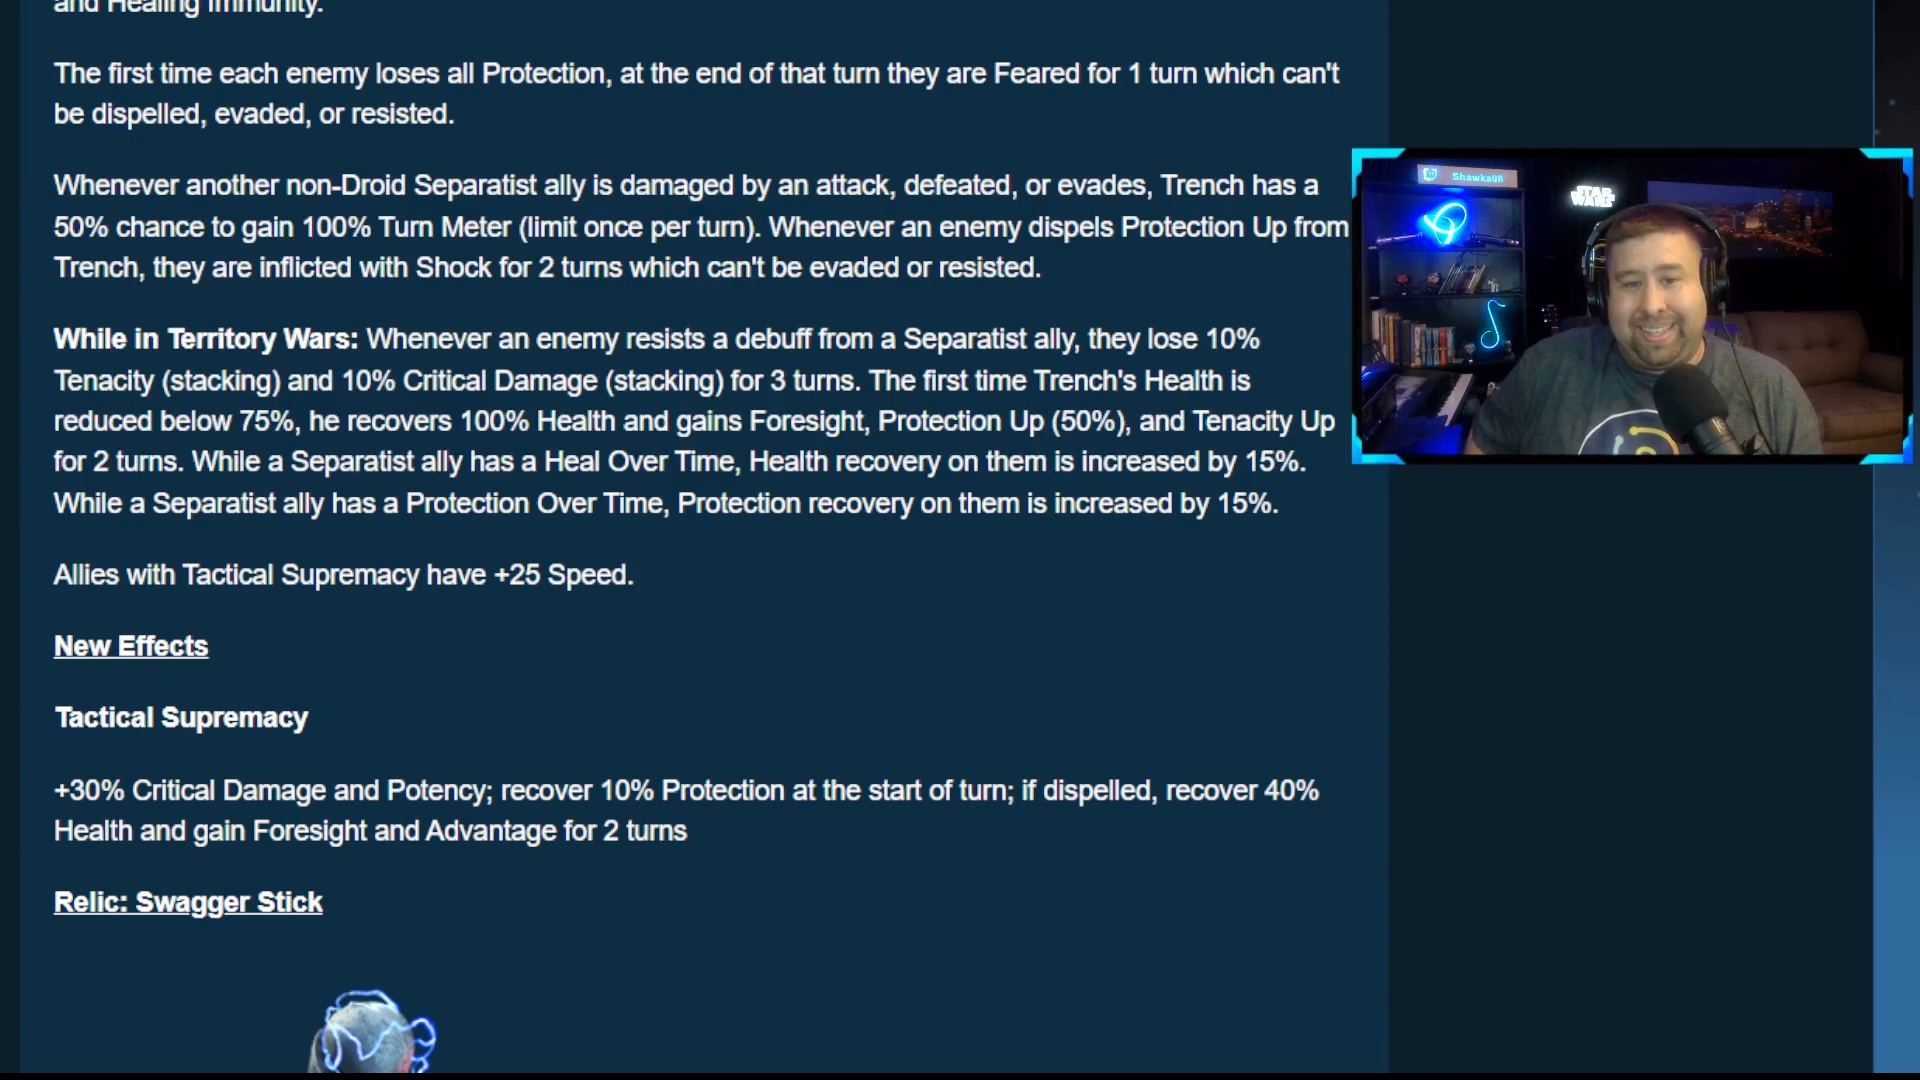 and Healing Immunity.
The first time each enemy loses all Protection, at the end of that turn they are Feared for 1 turn which can't
be dispelled, evaded, or resisted.
Whenever another non-Droid Separatist ally is damaged by an attack, defeated, or evades, Trench has a
50% chance to gain 100% Turn Meter (limit once per turn). Whenever an enemy dispels Protection Up from
Trench, they are inflicted with Shock for 2 turns which can't be evaded or resisted.
While in Territory Wars: Whenever an enemy resists a debuff from a Separatist ally, they lose 10%
Tenacity (stacking) and 10% Critical Damage (stacking) for 3 turns. The first time Trench's Health is
reduced below 75%, he recovers 100% Health and gains Foresight, Protection Up (50%), and Tenacity Up
for 2 turns. While a Separatist ally has a Heal Over Time, Health recovery on them is increased by 15%.
While a Separatist ally has a Protection Over Time, Protection recovery on them is increased by 15%.
Allies with Tactical Supremacy have +25 Speed.
New Effects
Tactical Supremacy
+30% Critical Damage and Potency; recover 10% Protection at the start of turn; if dispelled, recover 40%
Health and gain Foresight and Advantage for 2 turns
Relic: Swagger Stick
STAR
WARS